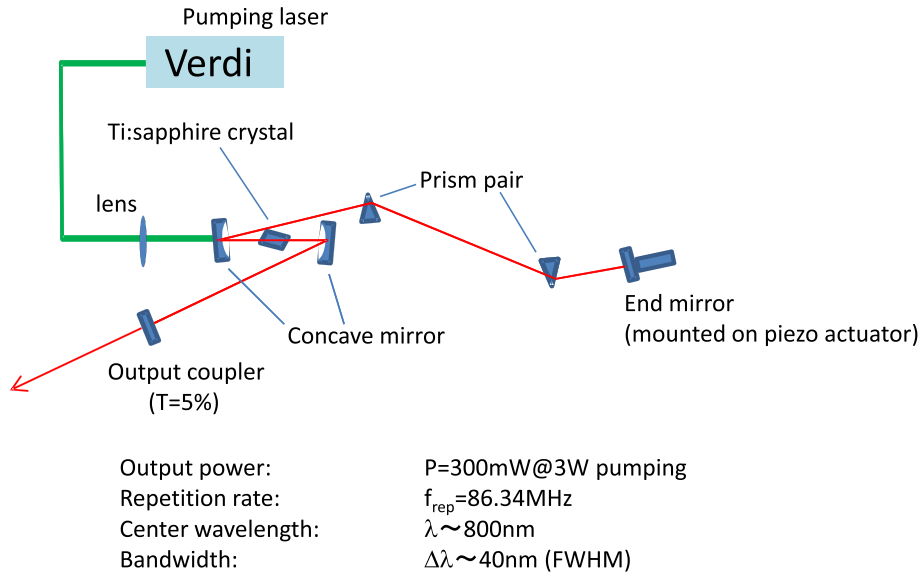 Pumping laser
Verdi
Ti:sapphire crystal
Prism pair
lens
End mirror
(mounted on piezo actuator)
Concave mirror
Output coupler
(T=5%)
Output power: P=300mW@3W pumping
Repetition rate: frep=86.34MHz
Center wavelength: λ～800nm
Bandwidth: Δλ～40nm (FWHM)